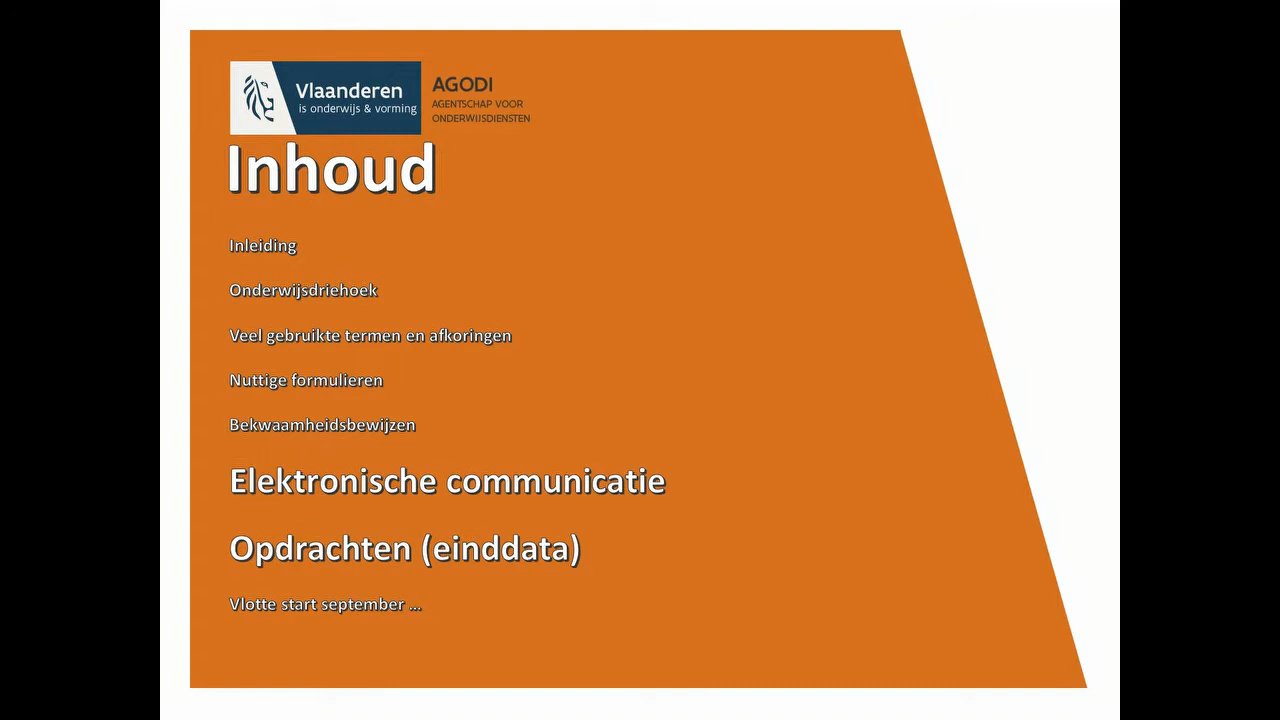 Vlaanderen
is onderwijs & vorming
AGODI
AGENTSCHAP VOOR
ONDERWIJSDIENSTEN
Inhoud
Inleiding
Onderwijsdriehoek
Veel gebruikte termen en afkoringen
Nuttige formulieren
Bekwaamheidsbewijzen
Elektronische communicatie
Opdrachten (einddata)
Vlotte start september ...